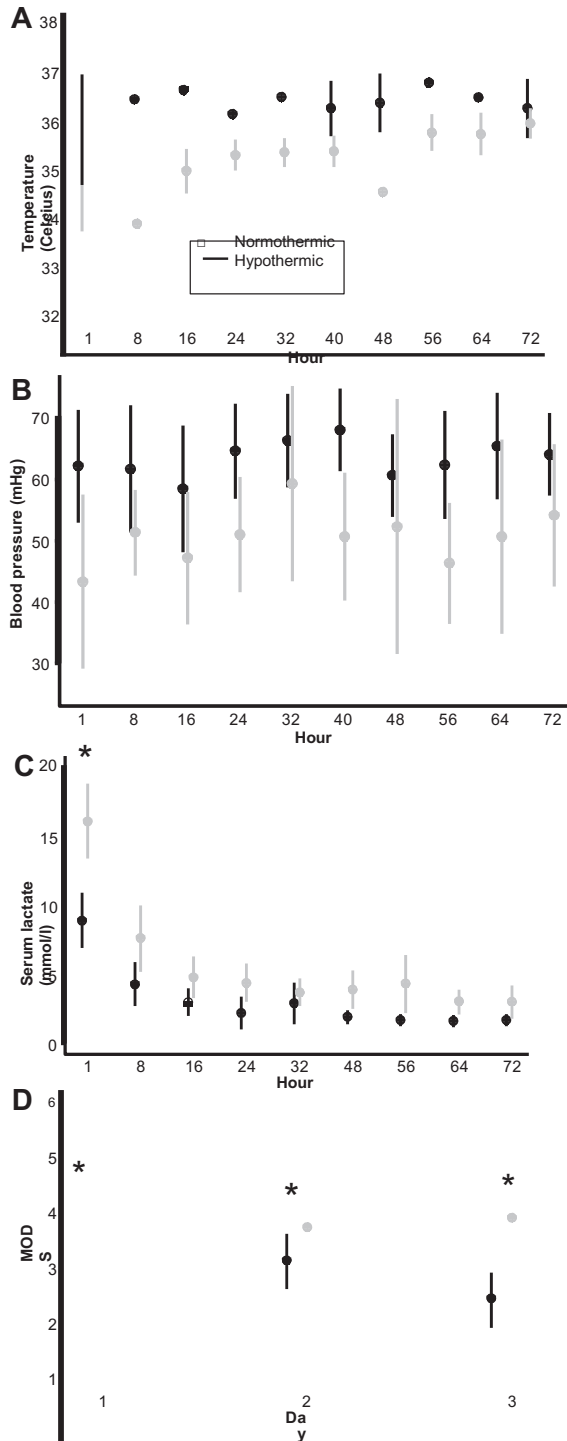 A
38
37
36
35
34
33
32
Temperature
(Celsius)
Normothermic
Hypothermic
1 8 16 24 32 40 48 56 64 72
Hour
B
70
60
50
40
30
Blood pressure (mmHg)
1 8 16 24 32 40 48 56 64 72
Hour
*
C
20
15
10
5
0
Serum lactate
(mmol/l)
1 8 16 24 32 48 56 64 72
Hour
D
6
5
4
3
2
1
* * *
MOD
S
1 2 3
Da
y